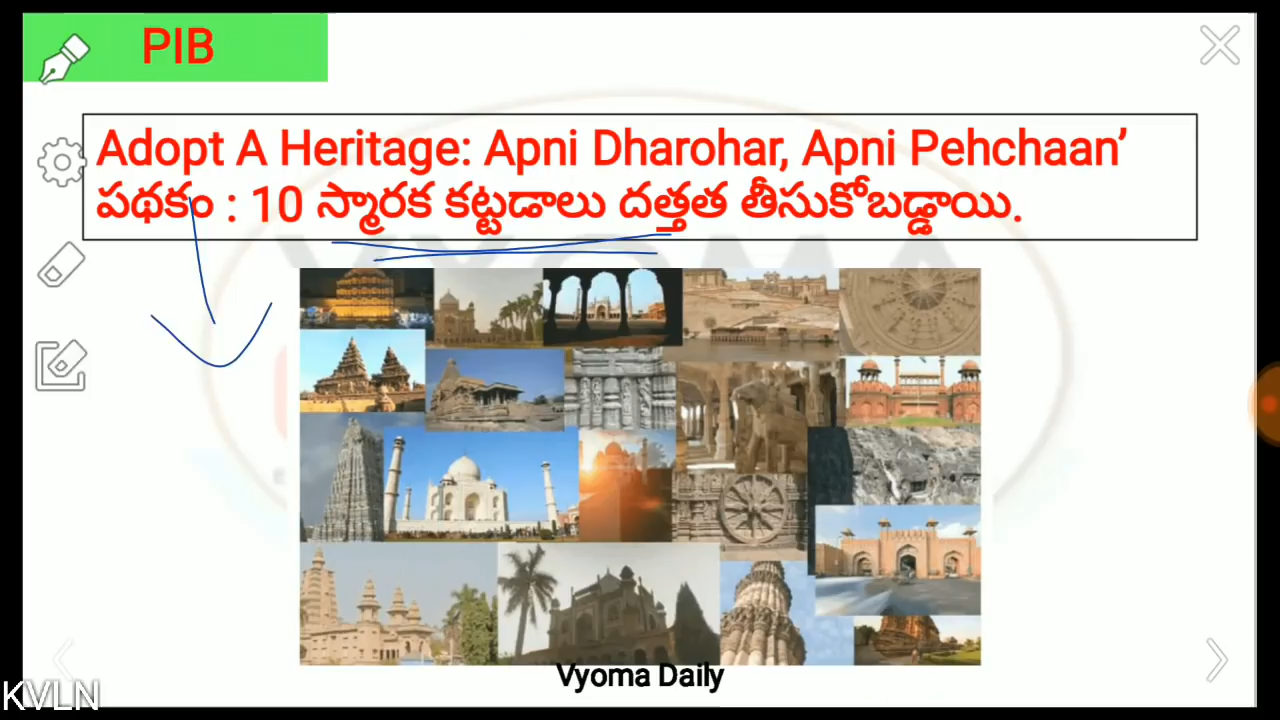 PIB
Adopt A Heritage: Apni Dharohar, Apni Pehchaan’
పథకం : 10 స్మారక కట్టడాలు దత్తత తీసుకోబడ్డాయి.
Vyoma Daily
KVLN